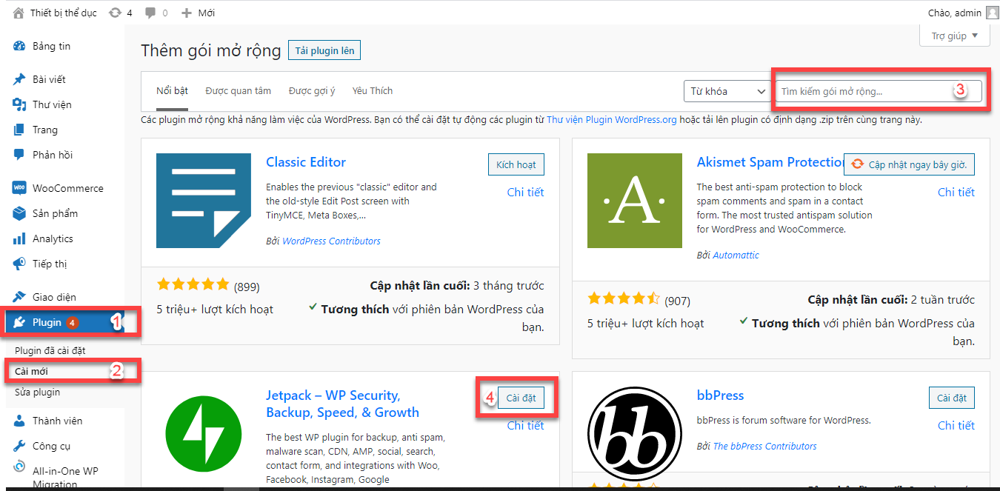 Thiết bị thể dục 4 0 Mới Chào, admin
Trợ giúp
Bảng tin
Bài viết
Thư viện
Trang
Phản hồi
WooCommerce
Sản phẩm
Analytics
Tiếp thị
Giao diện
Plugin 4 1
Plugin đã cài đặt
Cài mới 2
Sửa plugin
Thành viên
Công cụ
All-in-One WP
Migration
Thêm gói mở rộng Tải plugin lên
Nổi bật Được quan tâm Được gợi ý Yêu Thích Từ khóa Tìm kiếm gói mở rộng... 3
Các plugin mở rộng khả năng làm việc của WordPress. Bạn có thể cài đặt tự động các plugin từ Thư viện Plugin WordPress.org hoặc tải lên plugin có định dạng .zip trên cùng trang này.
Classic Editor
Kích hoạt
Chi tiết
Enables the previous "classic" editor and
the old-style Edit Post screen with
TinyMCE, Meta Boxes,...
Bởi WordPress Contributors
(899)
5 triệu+ lượt kích hoạt
Cập nhật lần cuối: 3 tháng trước
Tương thích với phiên bản WordPress của
bạn.
A
Akismet Spam Protection
Cập nhật ngay bây giờ.
Chi tiết
The best anti-spam protection to block
spam comments and spam in a contact
form. The most trusted antispam solution
for WordPress and WooCommerce.
Bởi Automattic
(907)
5 triệu+ lượt kích hoạt
Cập nhật lần cuối: 2 tuần trước
Tương thích với phiên bản WordPress của
bạn.
Jetpack – WP Security,
Backup, Speed, & Growth
4 Cài đặt
Chi tiết
The best WP plugin for backup, anti spam,
malware scan, CDN, AMP, social, search,
contact form, and integrations with Woo,
Facebook, Instagram, Google
bb
bbPress
Cài đặt
Chi tiết
bbPress is forum software for WordPress.
Bởi The bbPress Contributors